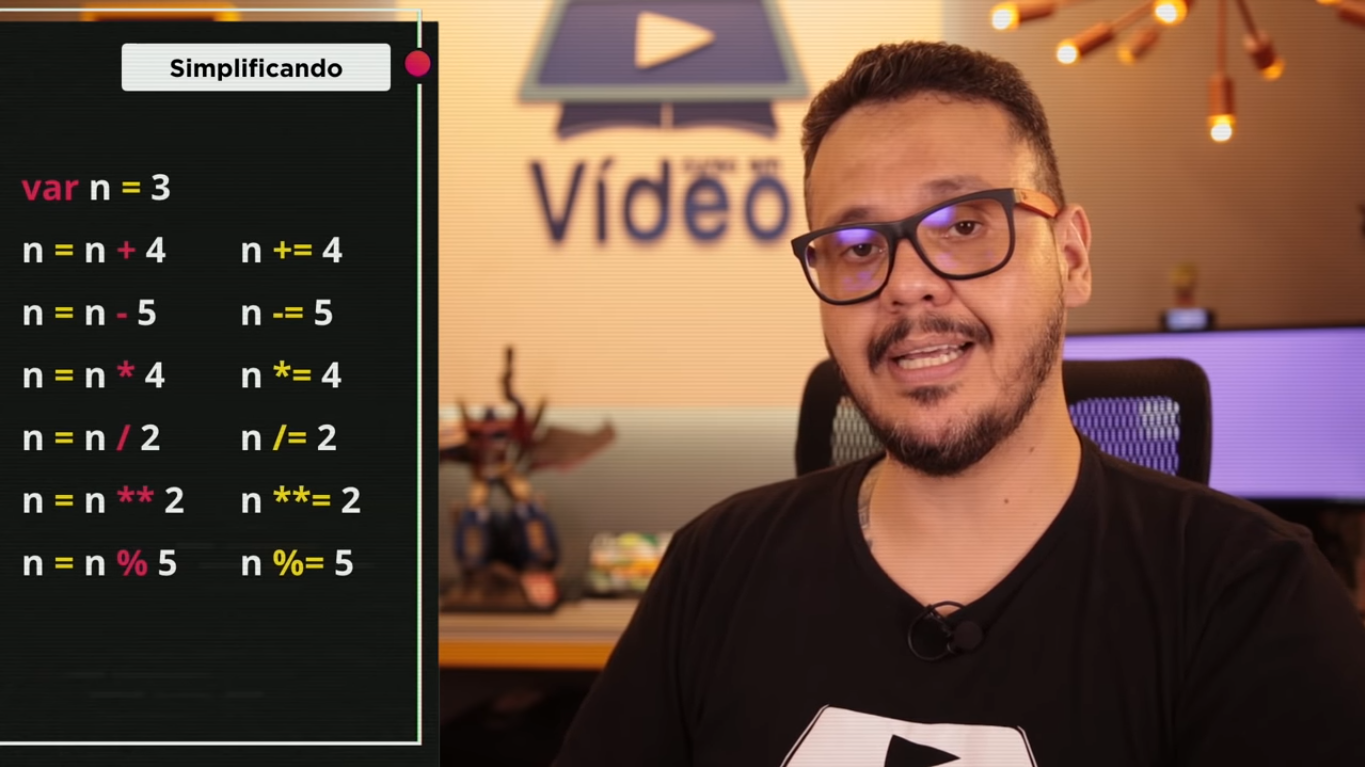 Simplificando
var n = 3
n = n + 4 n += 4
n = n - 5 n -= 5
n = n * 4 n *= 4
n = n / 2 n /= 2
n = n ** 2 n **= 2
n = n % 5 n %= 5
Vídeo